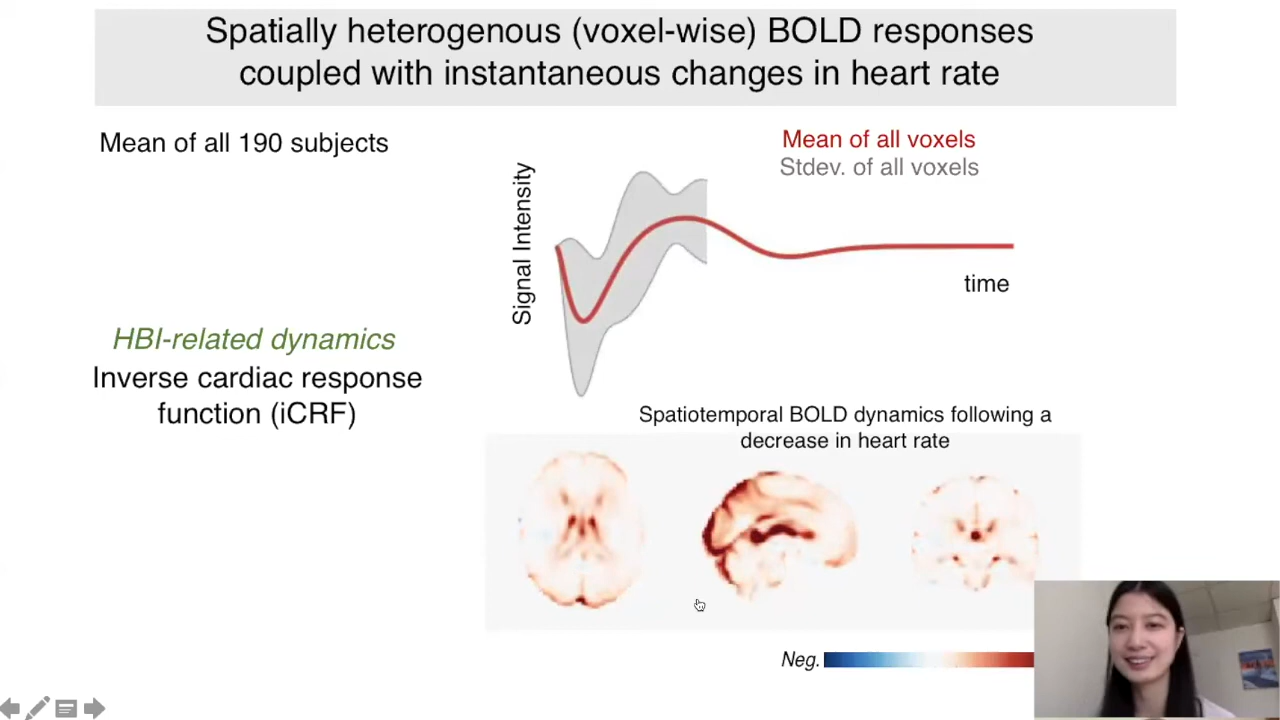 Spatially heterogenous (voxel-wise) BOLD responses
coupled with instantaneous changes in heart rate
Mean of all 190 subjects
Mean of all voxels
Stdev. of all voxels
Signal Intensity
time
HBI-related dynamics
Inverse cardiac response
function (iCRF)
Spatiotemporal BOLD dynamics following a
decrease in heart rate
Neg.